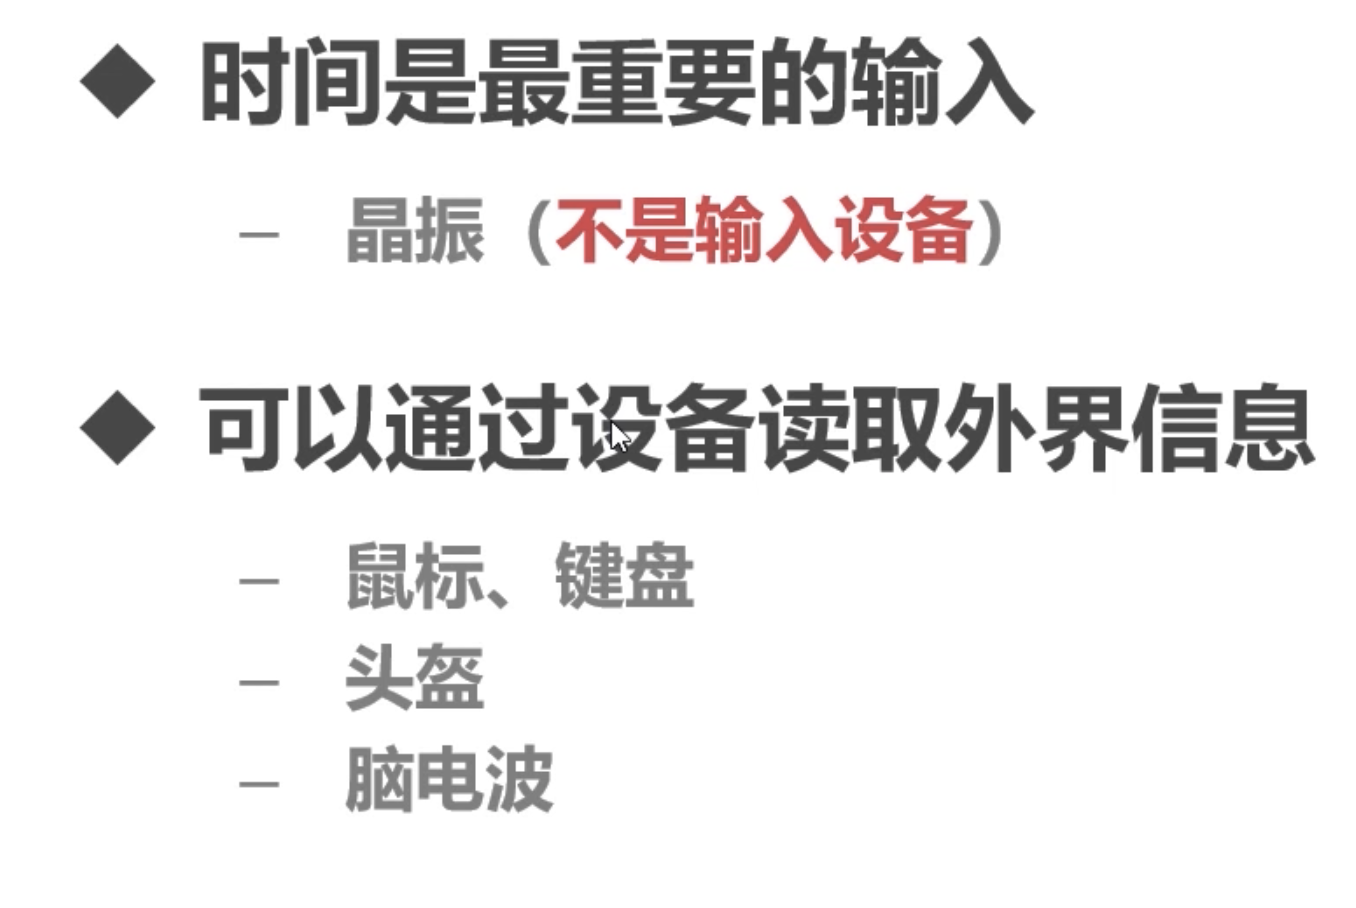 ◆ 时间是最重要的输入
– 晶振（不是输入设备）
◆ 可以通过设备读取外界信息
– 鼠标、键盘
– 头盔
– 脑电波